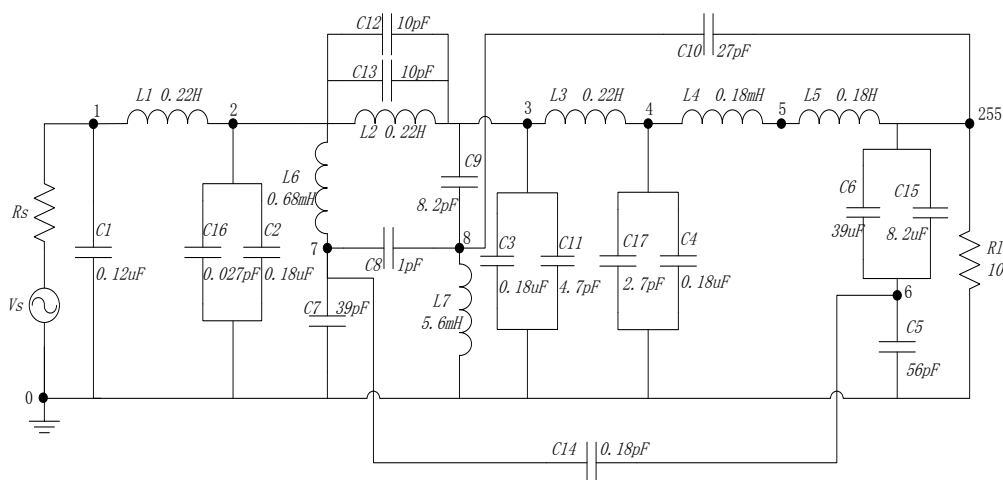 C12 10pF
C10 27pF
C13 10pF
1 L1 0.22H 2
L2 0.22H
3 L3 0.22H 4
L4 0.18mH 5 L5 0.18H
255
L6
0.68mH
C9
8.2pF
C6
39uF
C15
8.2uF
Rs
C1
0.12uF
C16
0.027pF
C2
0.18uF
7
C8
1pF
8
C3
0.18uF
C11
4.7pF
C17
2.7pF
C4
0.18uF
Rl
10
Vs
C7
39pF
L7
5.6mH
6
C5
56pF
0
C14 0.18pF